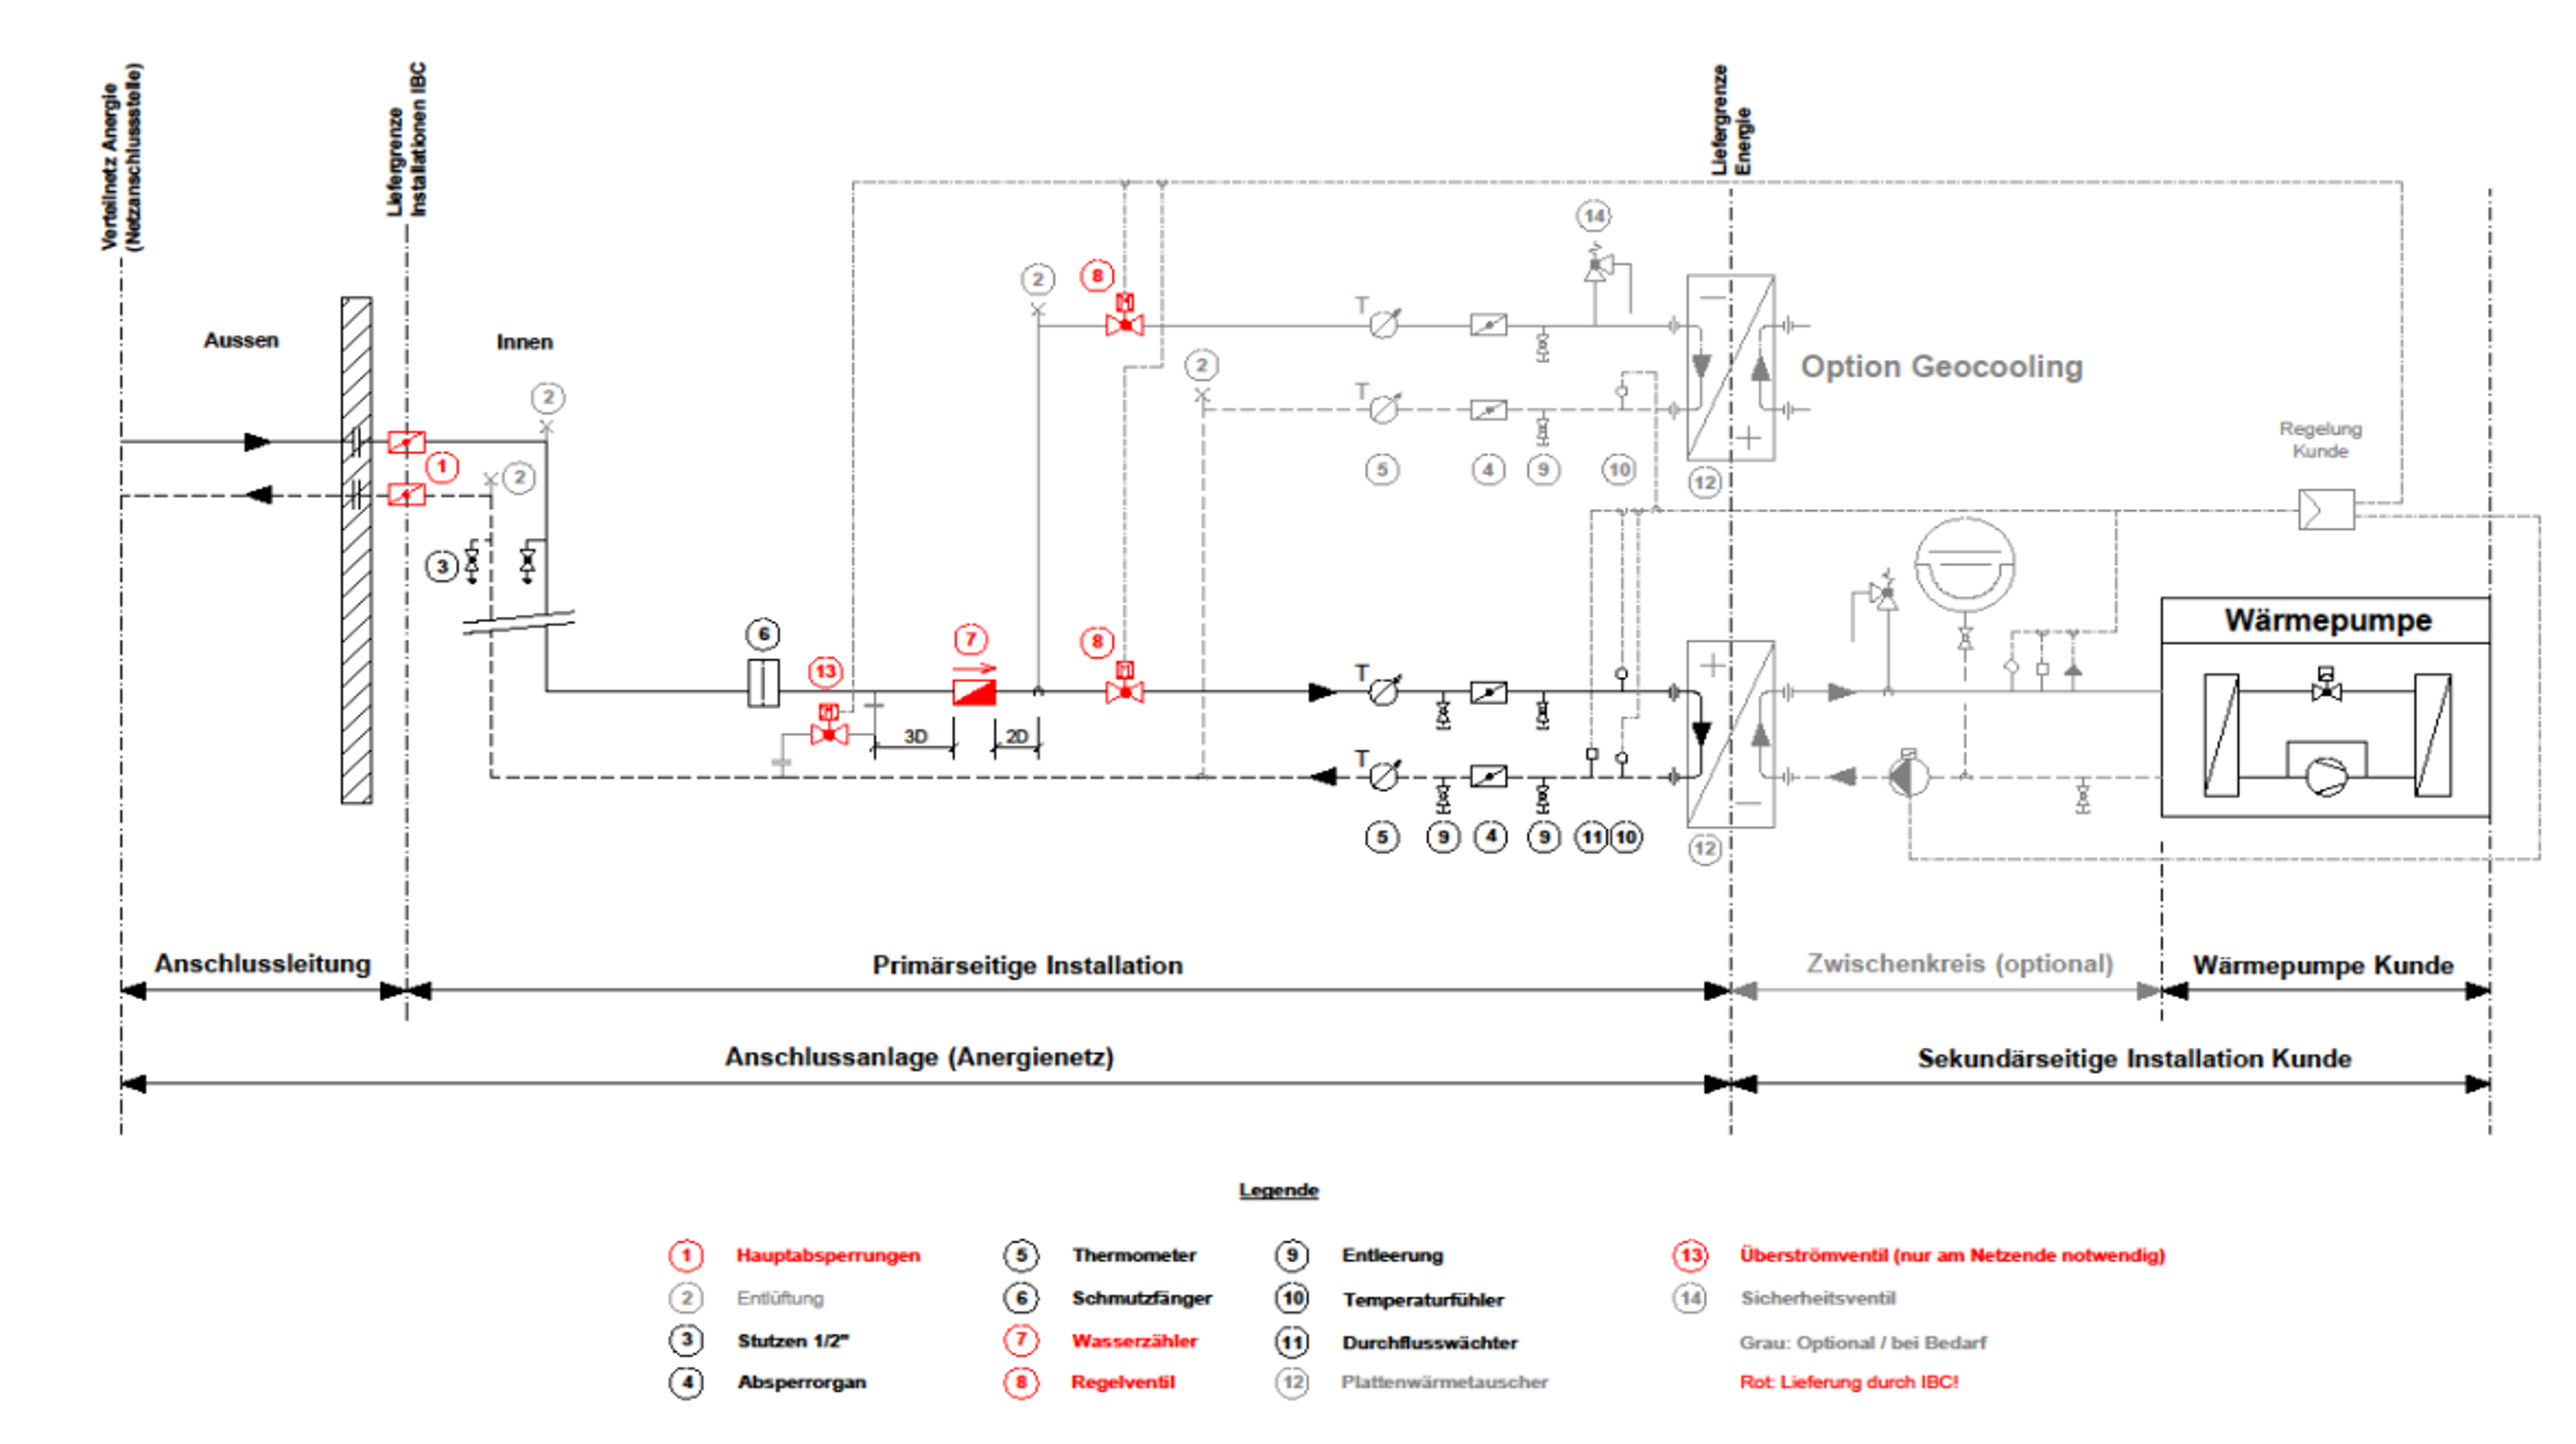 Verteilnetz Anergie
(Netzanschlussstelle)
Liefergrenze
Installationen IBC
Liefergrenze
Energie
Aussen
Innen
2
2
1
3
2
8
14
T
2
T
Option Geocooling
5
4
9
10
12
Regelung
Kunde
6
13
7
8
M
M
M
3D
2D
T
T
5
9
4
9
11
10
12
Wärmepumpe
Anschlussleitung
Primärseitige Installation
Zwischenkreis (optional)
Wärmepumpe Kunde
Anschlussanlage (Anergienetz)
Sekundärseitige Installation Kunde
Legende
1 Hauptabsperrungen
2 Entlüftung
3 Stutzen 1/2"
4 Absperrorgan
5 Thermometer
6 Schmutzfänger
7 Wasserzähler
8 Regelventil
9 Entleerung
10 Temperaturfühler
11 Durchflusswächter
12 Plattenwärmetauscher
13 Überströmventil (nur am Netzende notwendig)
14 Sicherheitsventil
Grau: Optional / bei Bedarf
Rot: Lieferung durch IBC!